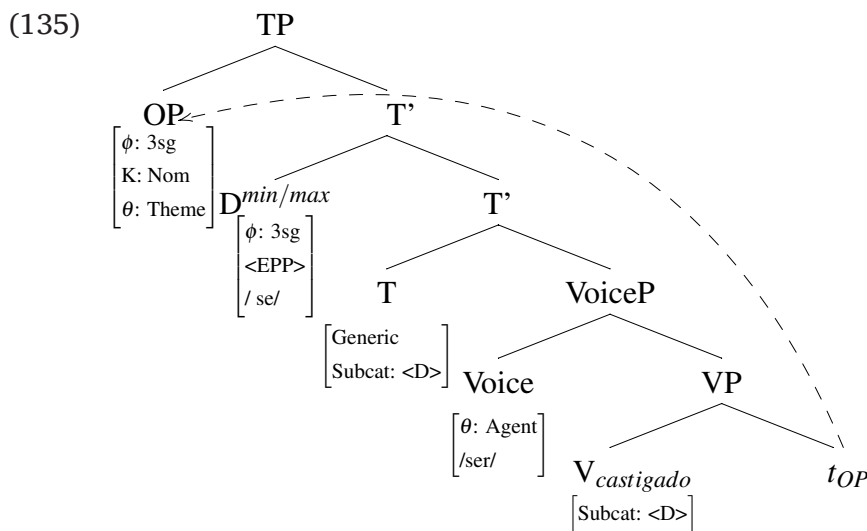 (135) TP
OP T’
[ϕ: 3sg
K: Nom
θ: Theme]
D^min/max T’
[ϕ: 3sg
<EPP>
/ se/]
T VoiceP
[Generic
Subcat: <D>]
Voice VP
[θ: Agent
/ser/]
V_castigado t_OP
[Subcat: <D>]